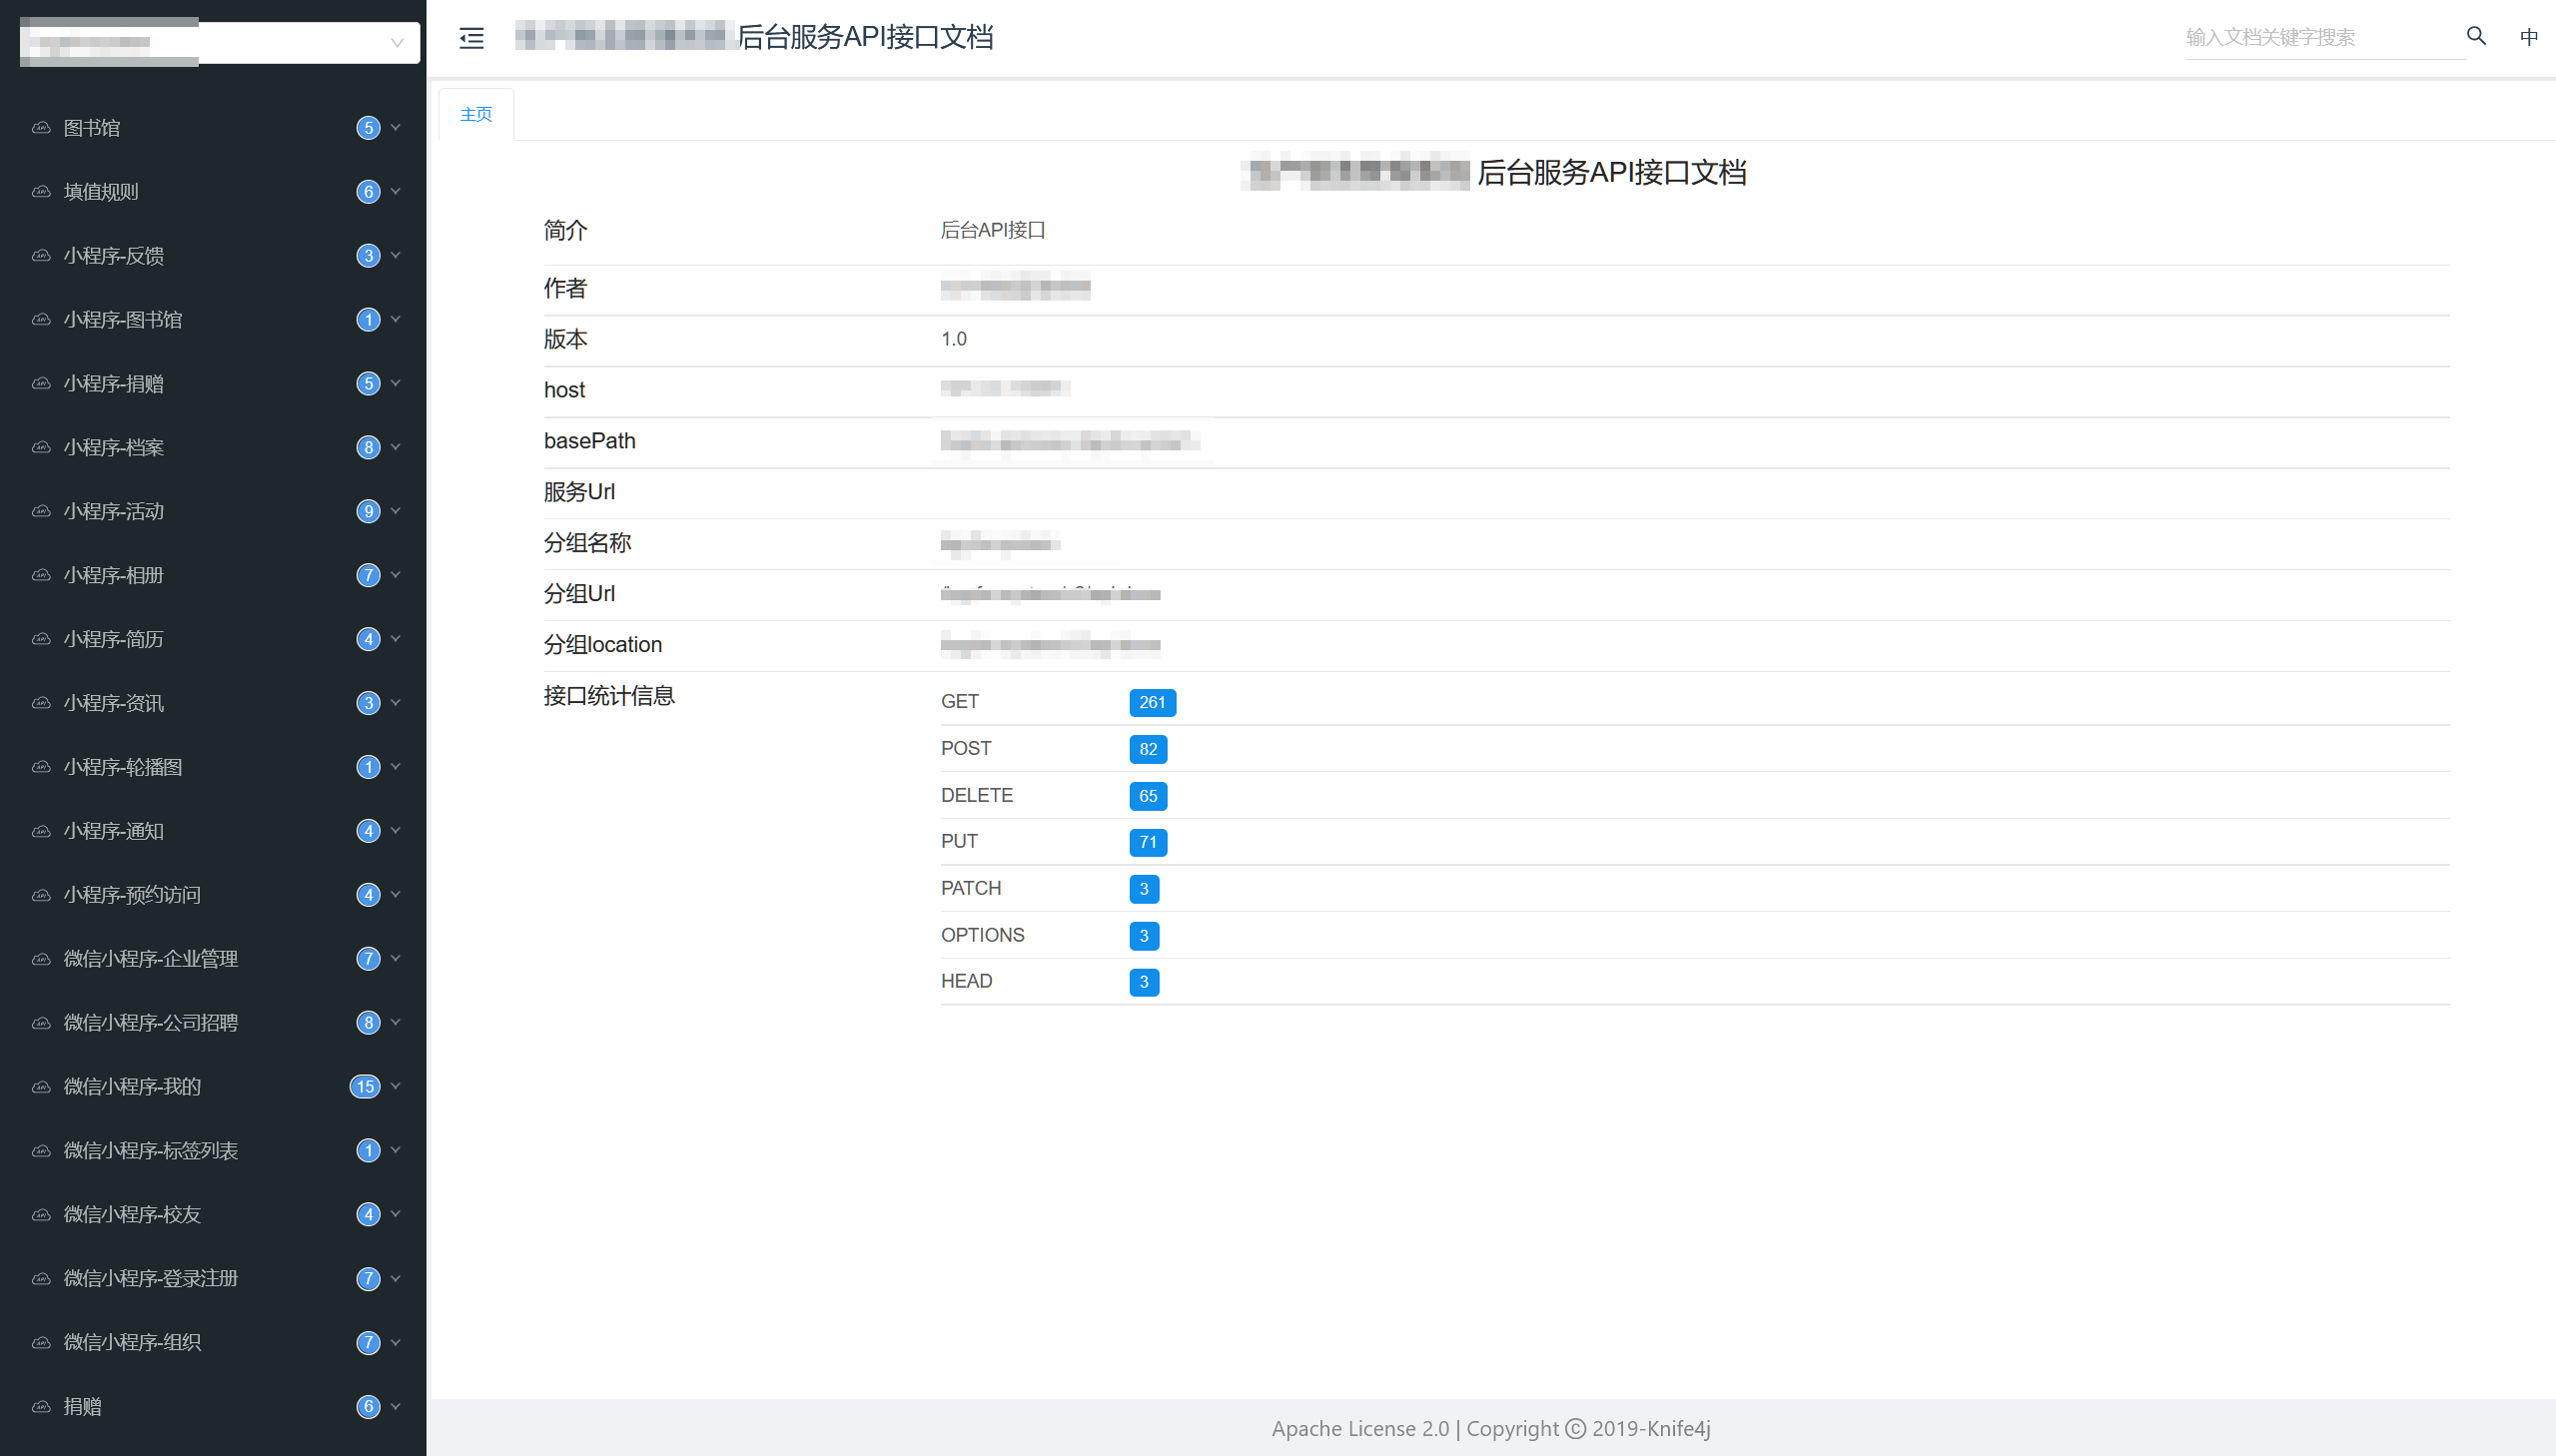 后台服务API接口文档
输入文档关键字搜索
中
图书馆 5
填值规则 6
小程序-反馈 3
小程序-图书馆 1
小程序-捐赠 5
小程序-档案 8
小程序-活动 9
小程序-相册 7
小程序-简历 4
小程序-资讯 3
小程序-轮播图 1
小程序-通知 4
小程序-预约访问 4
微信小程序-企业管理 7
微信小程序-公司招聘 8
微信小程序-我的 15
微信小程序-标签列表 1
微信小程序-校友 4
微信小程序-登录注册 7
微信小程序-组织 7
捐赠 6
主页
后台服务API接口文档
简介 后台API接口
作者
版本 1.0
host
basePath
服务Url
分组名称
分组Url
分组location
接口统计信息
GET 261
POST 82
DELETE 65
PUT 71
PATCH 3
OPTIONS 3
HEAD 3
Apache License 2.0 | Copyright © 2019-Knife4j